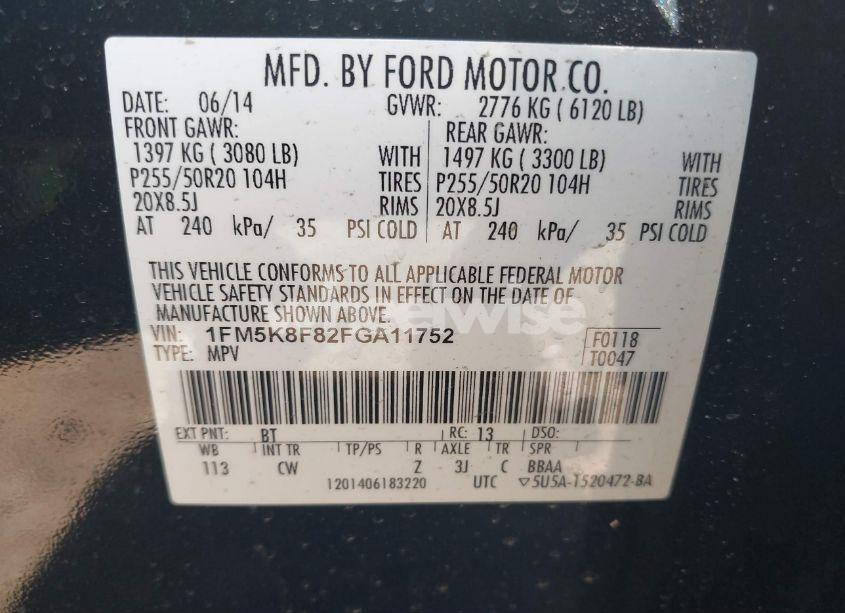 MFD. BY FORD MOTOR CO.
DATE: 06/14 GVWR: 2776 KG ( 6120 LB)
FRONT GAWR: REAR GAWR:
1397 KG ( 3080 LB) WITH 1497 KG ( 3300 LB) WITH
P255/50R20 104H TIRES P255/50R20 104H TIRES
20X8.5J RIMS 20X8.5J RIMS
AT 240 kPa/ 35 PSI COLD AT 240 kPa/ 35 PSI COLD
THIS VEHICLE CONFORMS TO ALL APPLICABLE FEDERAL MOTOR
VEHICLE SAFETY STANDARDS IN EFFECT ON THE DATE OF
MANUFACTURE SHOWN ABOVE.
VIN: 1FM5K8F82FGA11752 F0118
TYPE: MPV T0047
EXT PNT: BT RC: 13 DSO:
WB INT TR TP/PS R AXLE TR SPR
113 CW Z 3J C BBAA
1201406183220 UTC ▽5U5A-1520472-BA